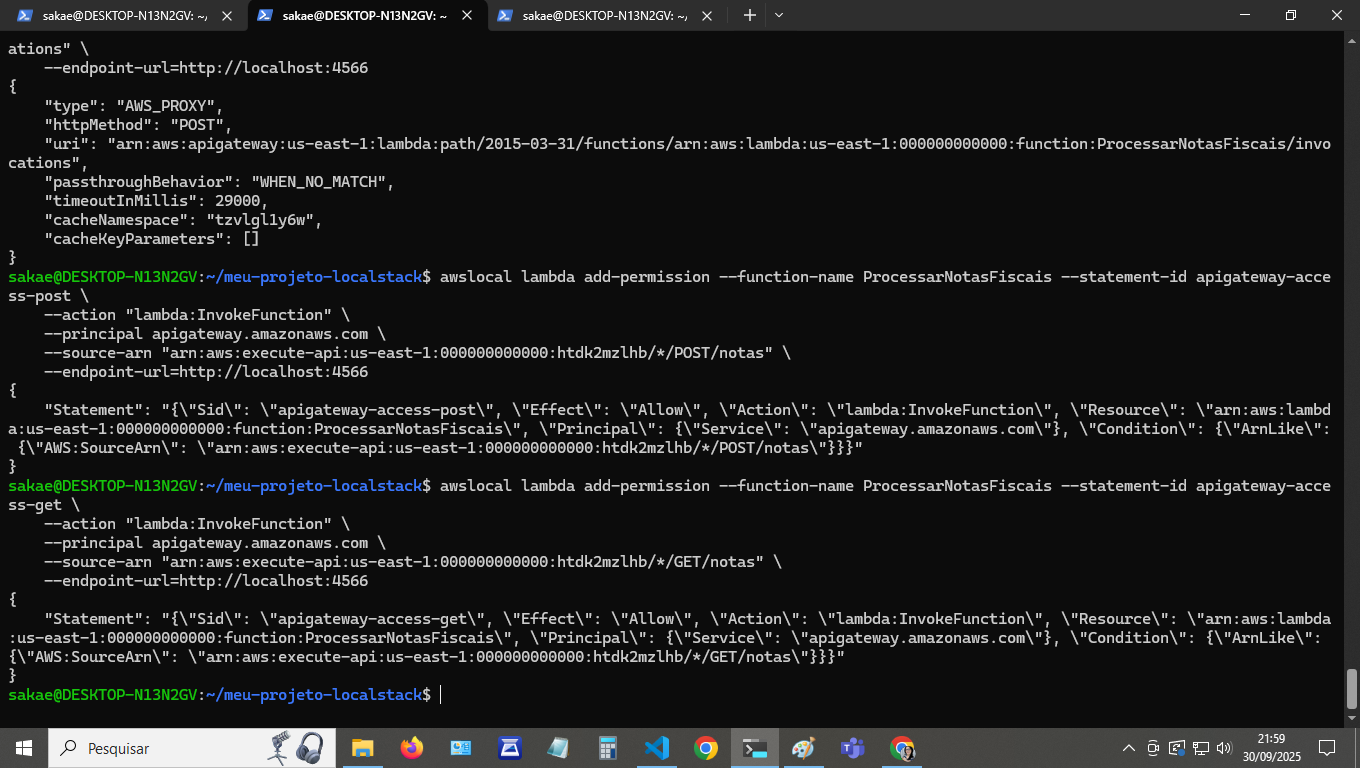 sakae@DESKTOP-N13N2GV: ~/
sakae@DESKTOP-N13N2GV: ~
sakae@DESKTOP-N13N2GV: ~/
ations" \
    --endpoint-url=http://localhost:4566
{
    "type": "AWS_PROXY",
    "httpMethod": "POST",
    "uri": "arn:aws:apigateway:us-east-1:lambda:path/2015-03-31/functions/arn:aws:lambda:us-east-1:000000000000:function:ProcessarNotasFiscais/invo
cations",
    "passthroughBehavior": "WHEN_NO_MATCH",
    "timeoutInMillis": 29000,
    "cacheNamespace": "tzvlgl1y6w",
    "cacheKeyParameters": []
}
sakae@DESKTOP-N13N2GV:~/meu-projeto-localstack$ awslocal lambda add-permission --function-name ProcessarNotasFiscais --statement-id apigateway-acce
ss-post \
    --action "lambda:InvokeFunction" \
    --principal apigateway.amazonaws.com \
    --source-arn "arn:aws:execute-api:us-east-1:000000000000:htdk2mzlhb/*/POST/notas" \
    --endpoint-url=http://localhost:4566
{
    "Statement": "{\"Sid\": \"apigateway-access-post\", \"Effect\": \"Allow\", \"Action\": \"lambda:InvokeFunction\", \"Resource\": \"arn:aws:lambd
a:us-east-1:000000000000:function:ProcessarNotasFiscais\", \"Principal\": {\"Service\": \"apigateway.amazonaws.com\"}, \"Condition\": {\"ArnLike\":
 {\"AWS:SourceArn\": \"arn:aws:execute-api:us-east-1:000000000000:htdk2mzlhb/*/POST/notas\"}}}"
}
sakae@DESKTOP-N13N2GV:~/meu-projeto-localstack$ awslocal lambda add-permission --function-name ProcessarNotasFiscais --statement-id apigateway-acce
ss-get \
    --action "lambda:InvokeFunction" \
    --principal apigateway.amazonaws.com \
    --source-arn "arn:aws:execute-api:us-east-1:000000000000:htdk2mzlhb/*/GET/notas" \
    --endpoint-url=http://localhost:4566
{
    "Statement": "{\"Sid\": \"apigateway-access-get\", \"Effect\": \"Allow\", \"Action\": \"lambda:InvokeFunction\", \"Resource\": \"arn:aws:lambda
:us-east-1:000000000000:function:ProcessarNotasFiscais\", \"Principal\": {\"Service\": \"apigateway.amazonaws.com\"}, \"Condition\": {\"ArnLike\":
{\"AWS:SourceArn\": \"arn:aws:execute-api:us-east-1:000000000000:htdk2mzlhb/*/GET/notas\"}}}"
}
sakae@DESKTOP-N13N2GV:~/meu-projeto-localstack$
Pesquisar
21:59
30/09/2025